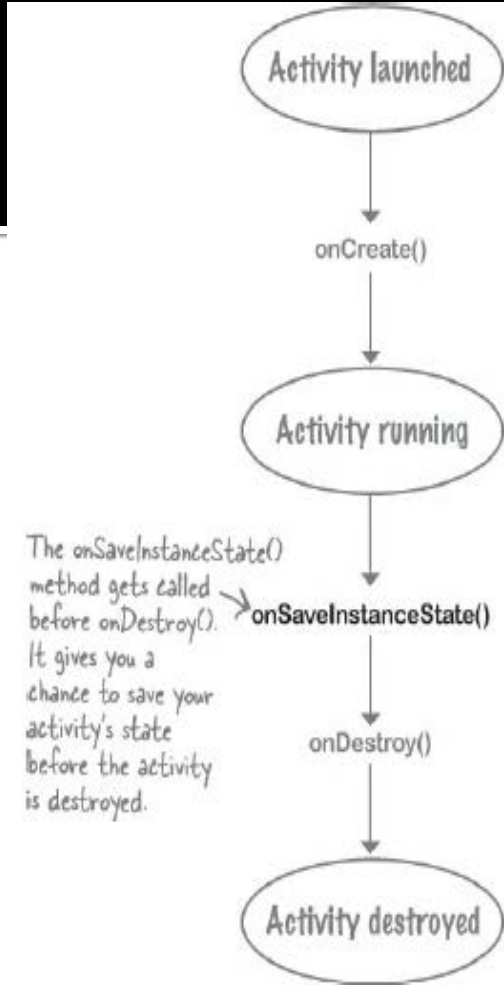 Activity launched
onCreate()
Activity running
The onSaveInstanceState()
method gets called
before onDestroy().
It gives you a
chance to save your
activity's state
before the activity
is destroyed.
onSaveInstanceState()
onDestroy()
Activity destroyed